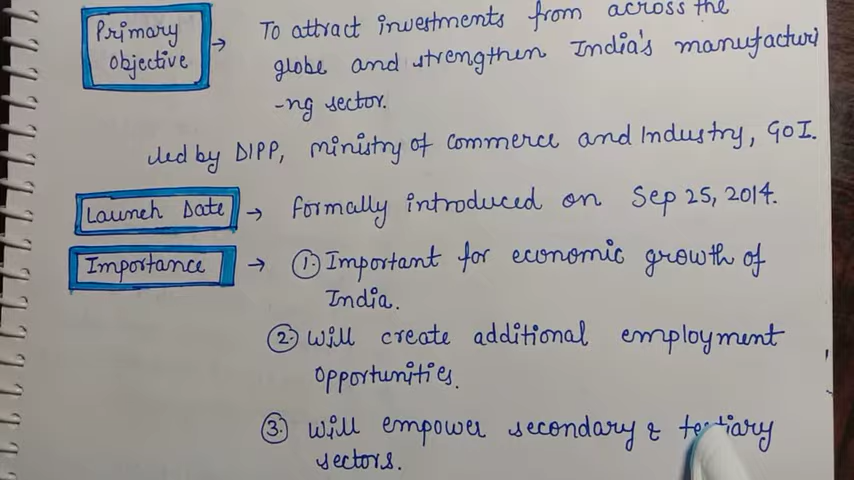 Primary objective → To attract investments from across the
globe and strengthen India's manufacturi
-ng sector.
led by DIPP, ministry of commerce and Industry, GOI.
Launch Date → formally introduced on Sep 25, 2014.
Importance → 1. Important for economic growth of
India.
2. Will create additional employment
opportunities.
3. Will empower secondary & tertiary
sectors.